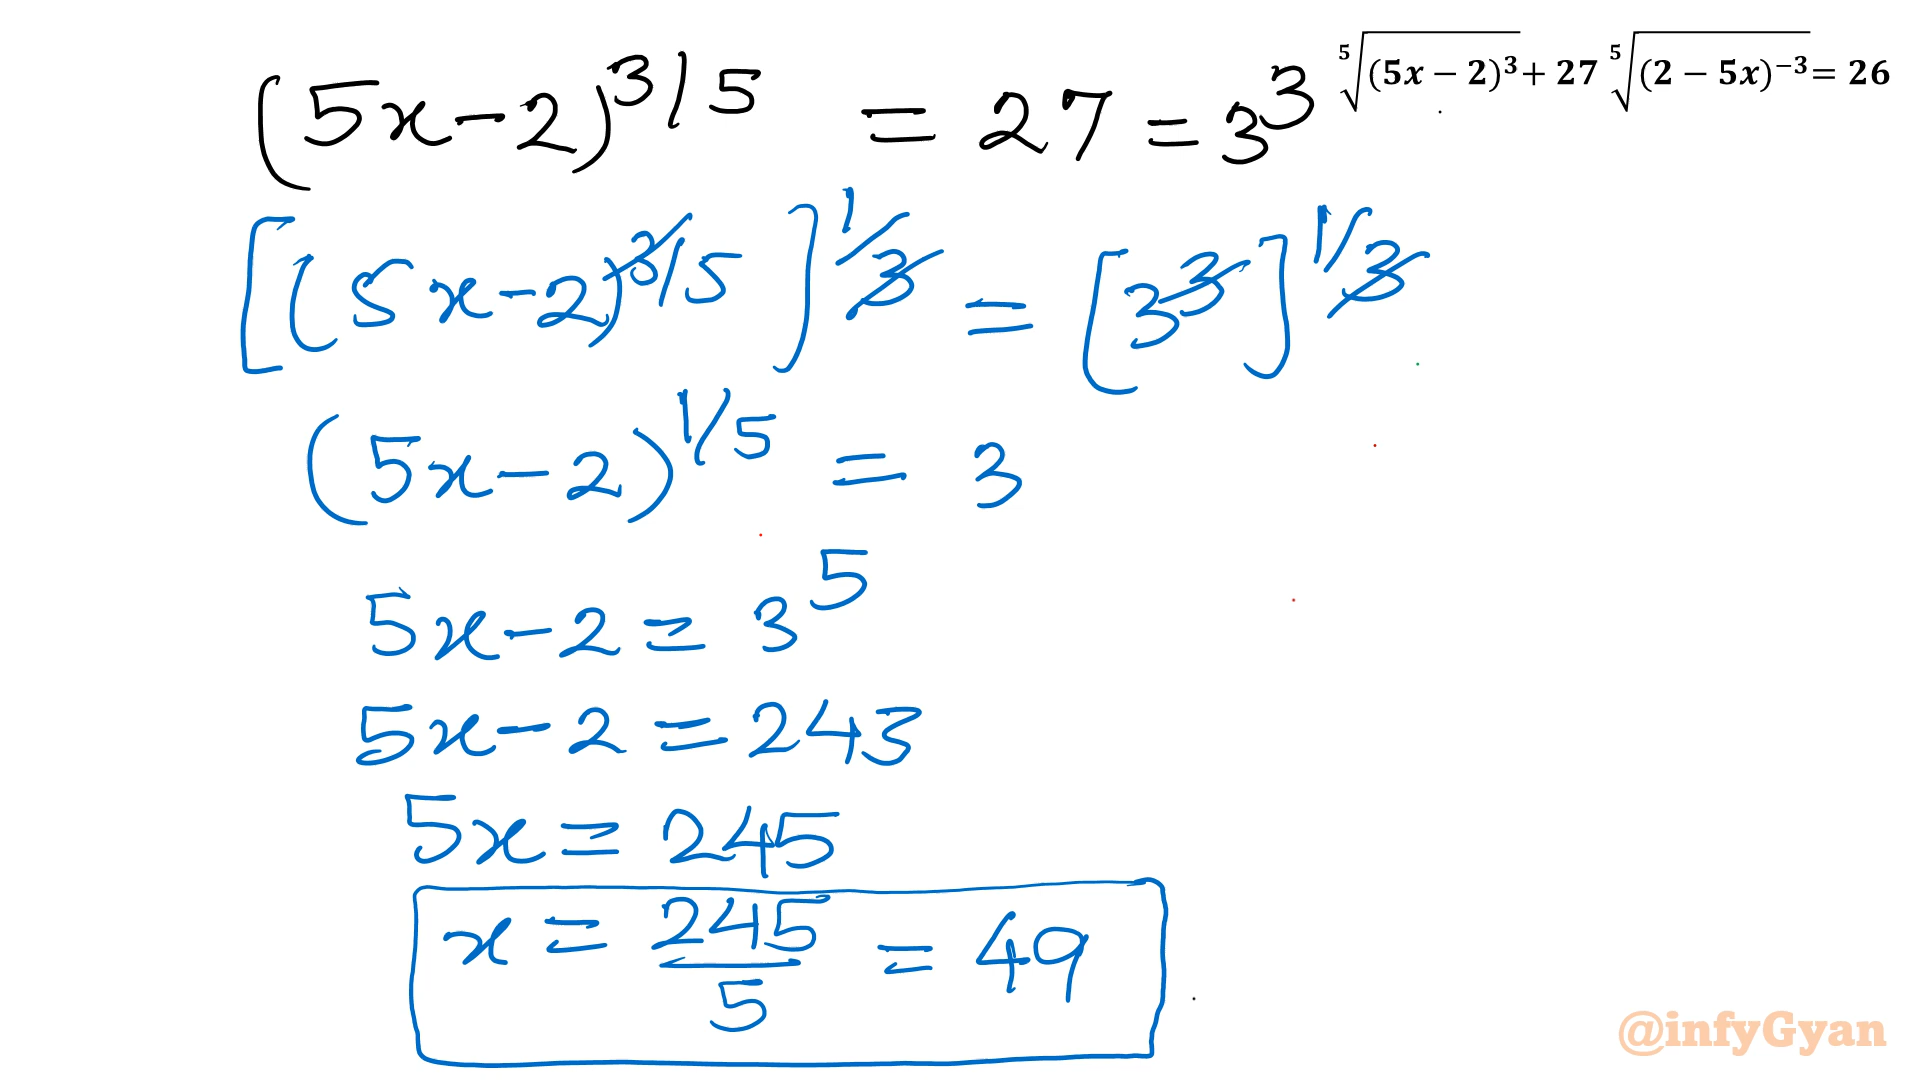 (5x-2)^{3/5} = 27 = 3^3
⁵√(5x − 2)³ + 27 ⁵√(2 − 5x)⁻³ = 26
[(5x-2)^{3/5}]^{1/3} = [3^3]^{1/3}
(5x-2)^{1/5} = 3
5x-2 = 3^5
5x-2 = 243
5x = 245
x = 245/5 = 49
@infyGyan